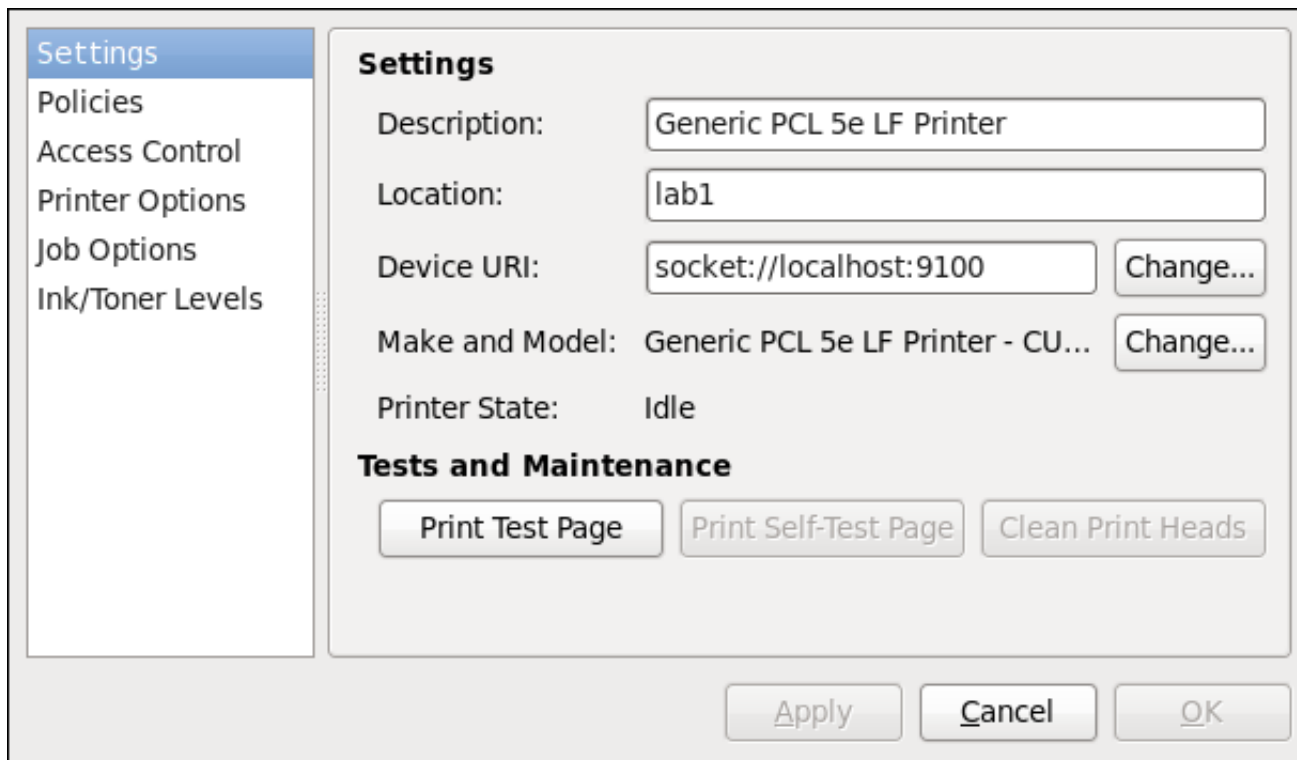 Settings
Policies
Access Control
Printer Options
Job Options
Ink/Toner Levels
Settings
Description: Generic PCL 5e LF Printer
Location: lab1
Device URI: socket://localhost:9100 Change...
Make and Model: Generic PCL 5e LF Printer - CU... Change...
Printer State: Idle
Tests and Maintenance
Print Test Page Print Self-Test Page Clean Print Heads
Apply Cancel OK